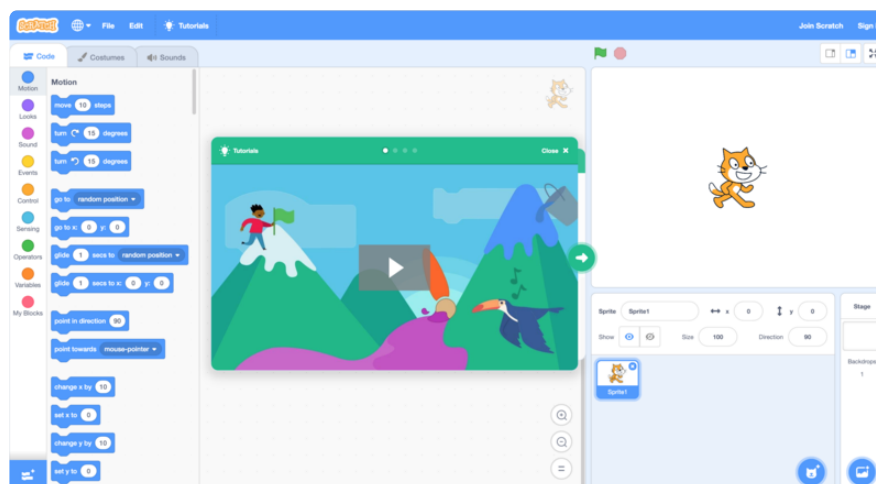 SCRATCH File Edit Tutorials Join Scratch Sign
Code Costumes Sounds
Motion
Looks
Sound
Events
Control
Sensing
Operators
Variables
My Blocks
Motion
move 10 steps
turn 15 degrees
turn 15 degrees
go to random position
go to x: 0 y: 0
glide 1 secs to random position
glide 1 secs to x: 0 y: 0
point in direction 90
point towards mouse-pointer
change x by 10
set x to 0
change y by 10
set y to 0
Tutorials Close
Sprite Sprite1 x 0 y 0
Show Size 100 Direction 90
Sprite1
Stage
Backdrops
1